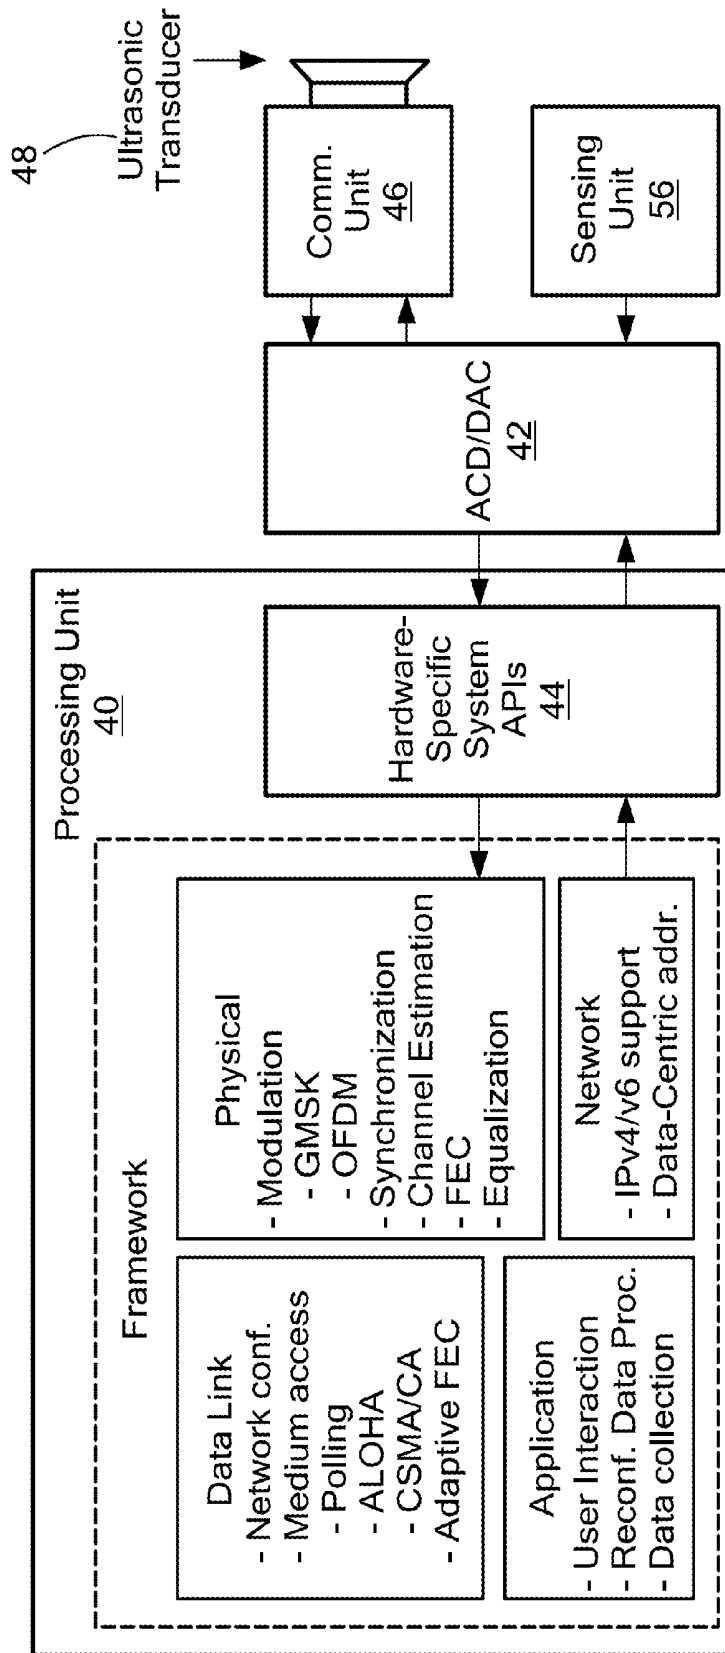 Processing Unit
40
Framework
Data Link
- Network conf.
- Medium access
- Polling
- ALOHA
- CSMA/CA
- Adaptive FEC
Physical
- Modulation
- GMSK
- OFDM
- Synchronization
- Channel Estimation
- FEC
- Equalization
Application
- User Interaction
- Reconf. Data Proc.
- Data collection
Network
- IPv4/v6 support
- Data-Centric addr.
Hardware-
Specific
System
APIs
44
ACD/DAC
42
Comm.
Unit
46
Sensing
Unit
56
48
Ultrasonic
Transducer